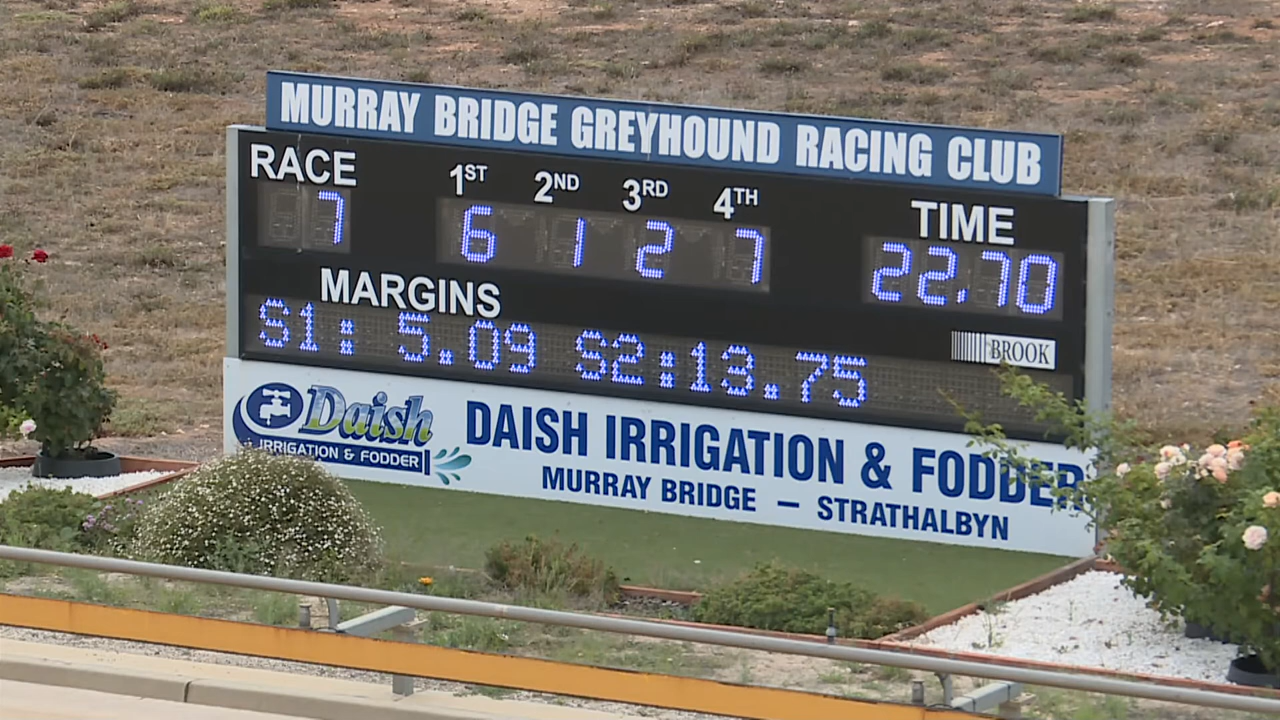 MURRAY BRIDGE GREYHOUND RACING CLUB
RACE 1ST 2ND 3RD 4TH TIME
7 6 1 2 7 22.70
MARGINS
S1: 5.09 S2:13.75
BROOK
Daish
IRRIGATION & FODDER
DAISH IRRIGATION & FODDER
MURRAY BRIDGE – STRATHALBYN